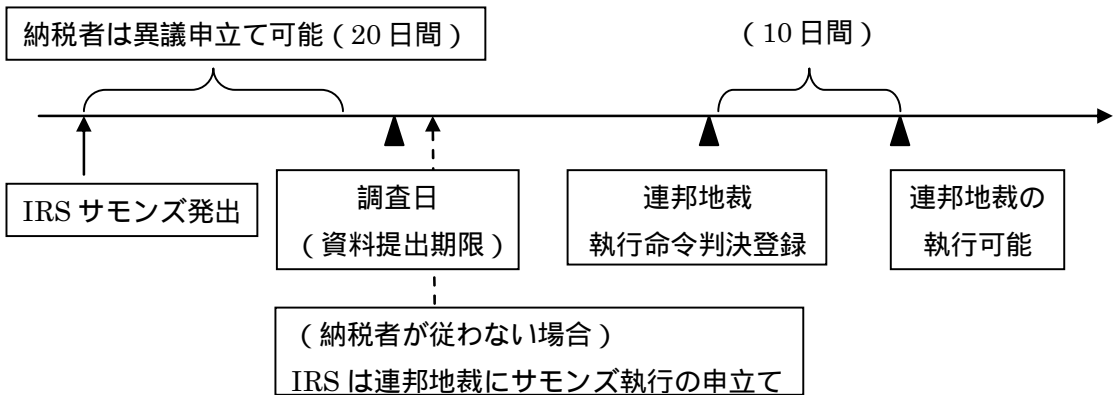 納税者は異議申立て可能(20日間)
(10日間)
IRSサモンズ発出
調査日
(資料提出期限)
連邦地裁
執行命令判決登録
連邦地裁の
執行可能
(納税者が従わない場合)
IRSは連邦地裁にサモンズ執行の申立て